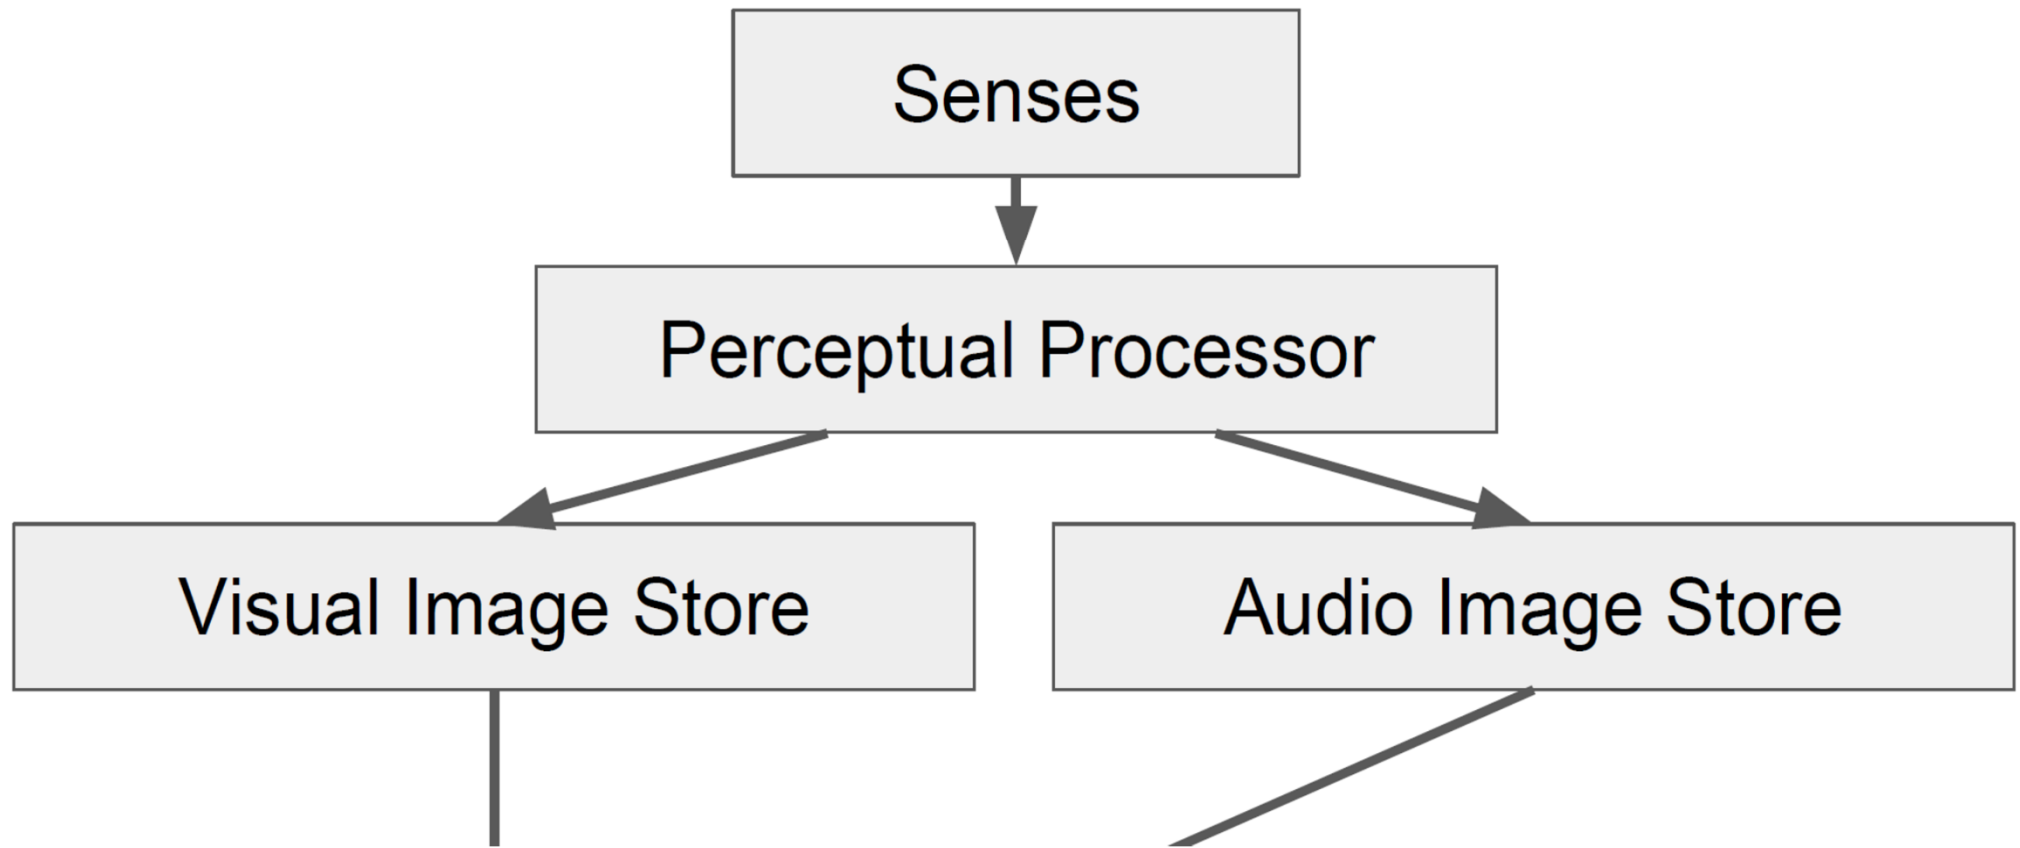 Senses
Perceptual Processor
Visual Image Store
Audio Image Store